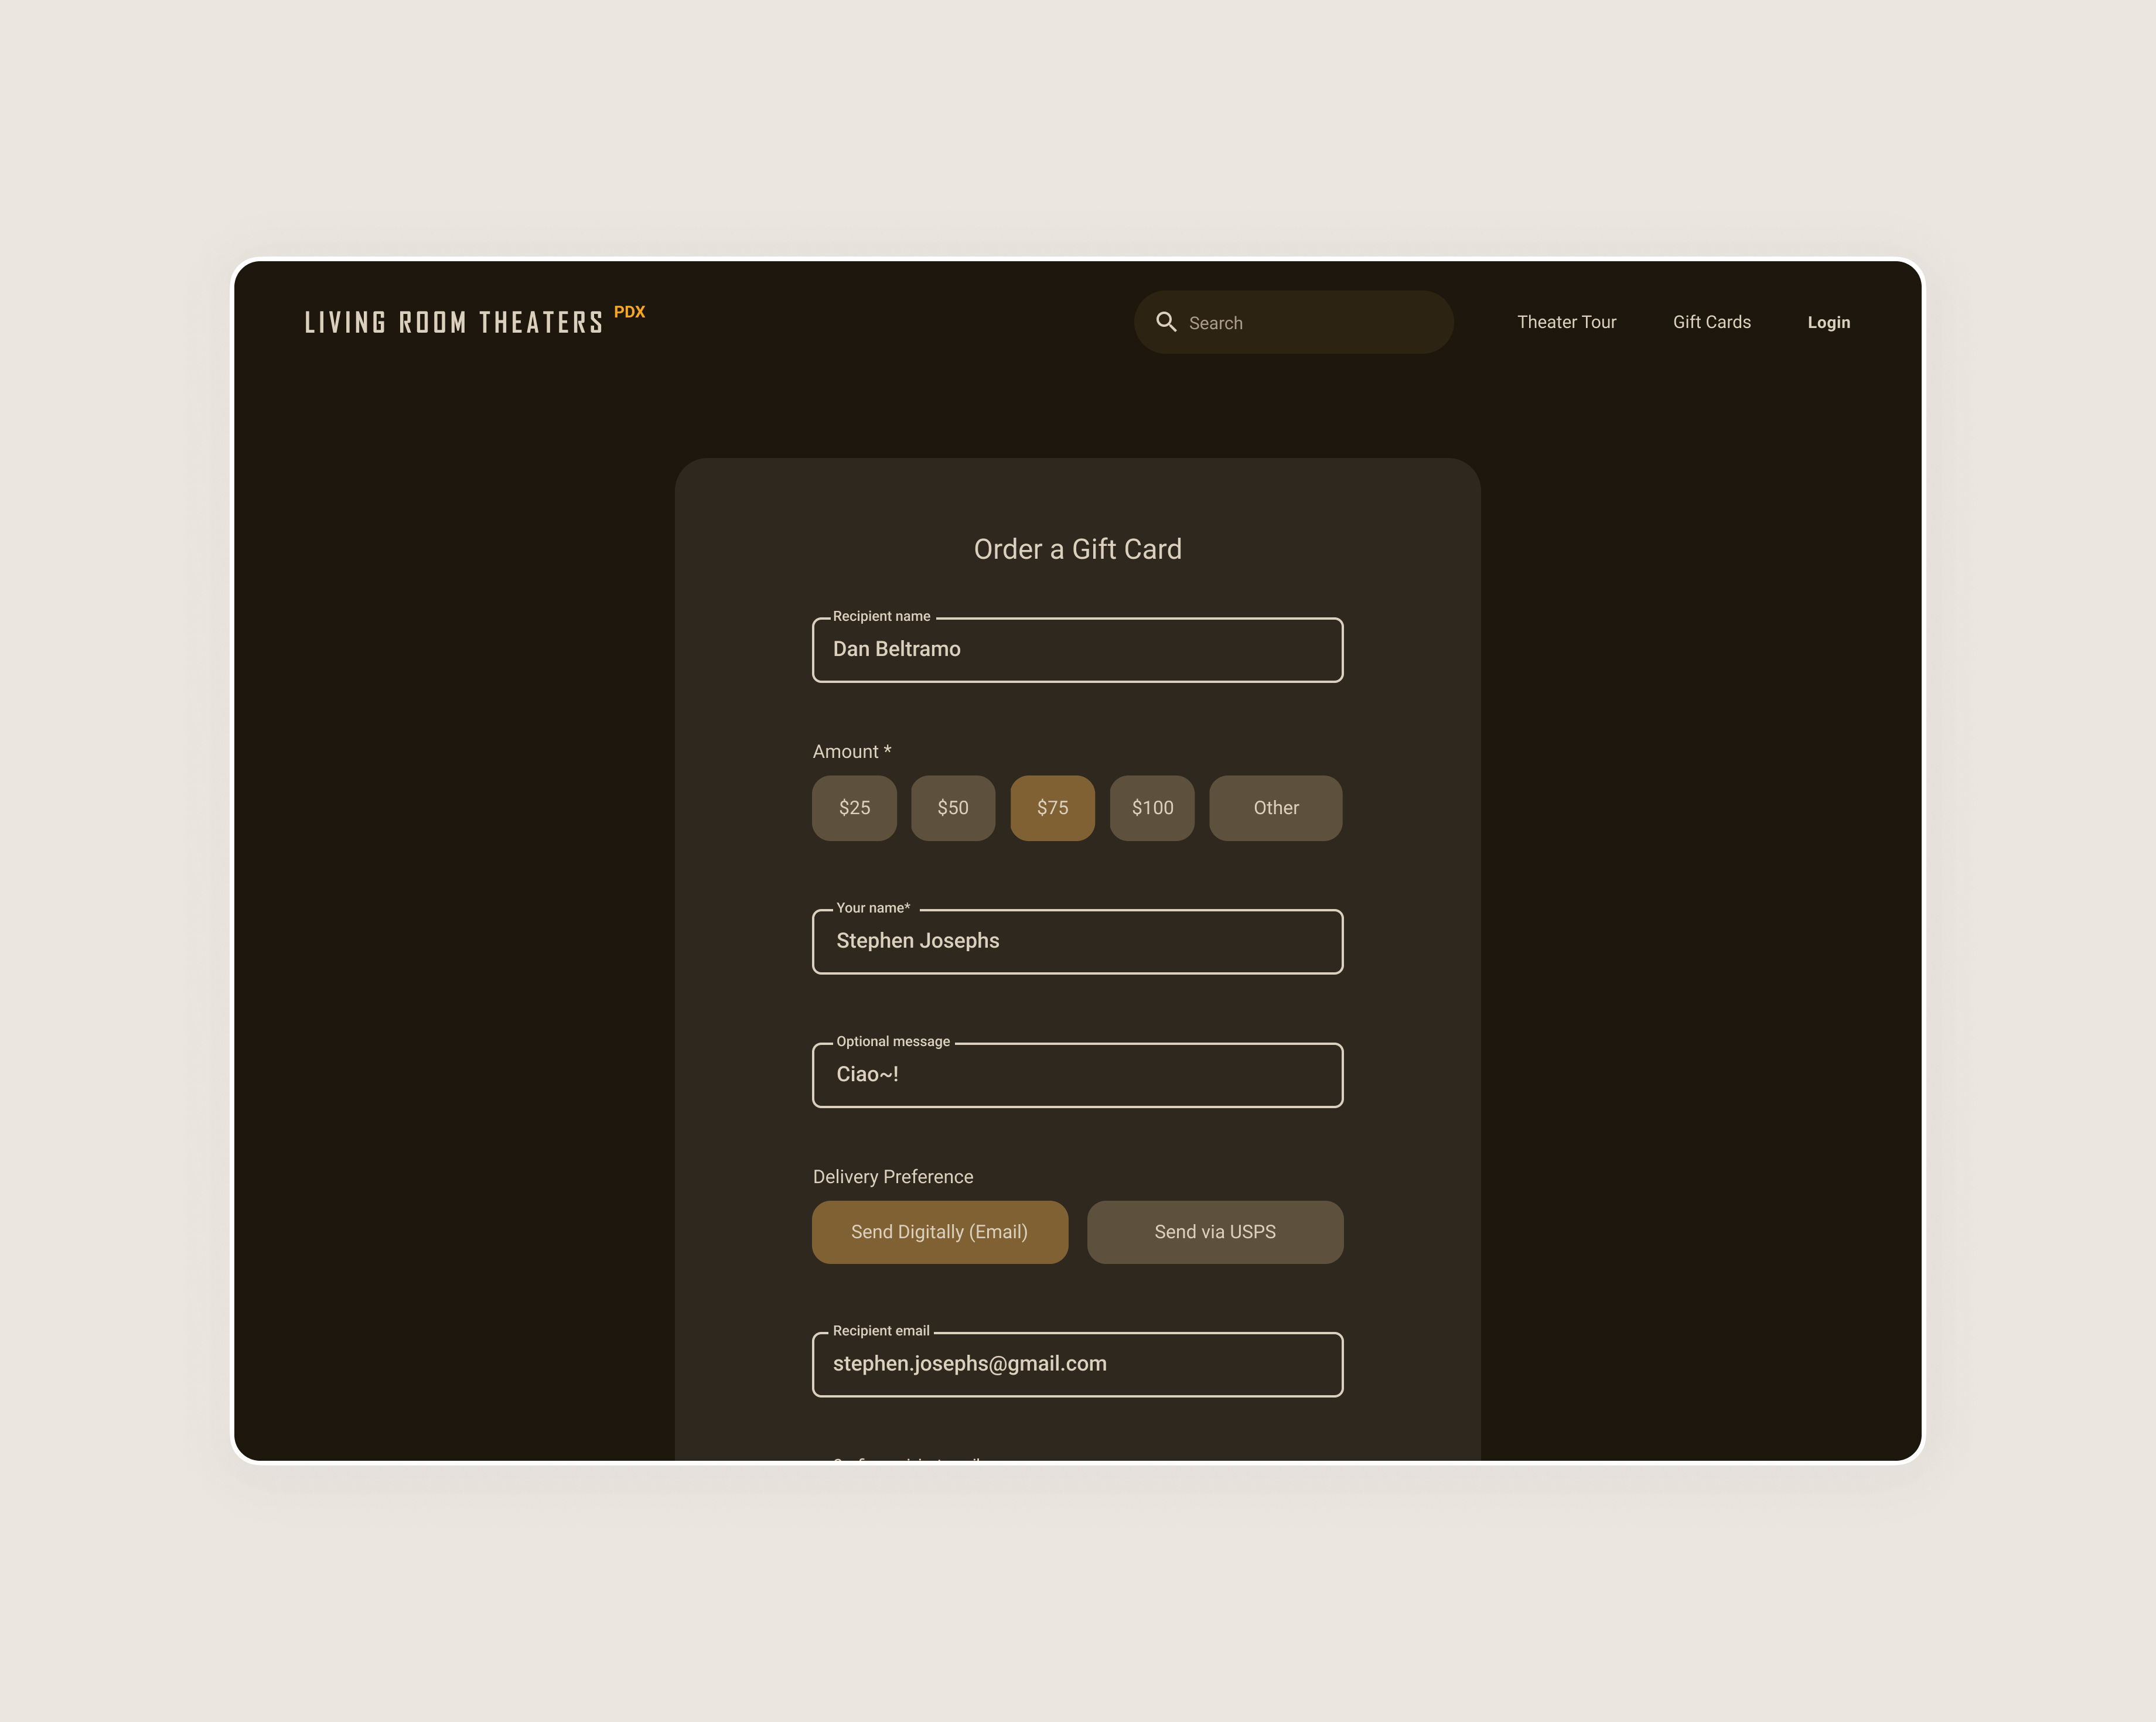 LIVING ROOM THEATERS PDX
Search
Theater Tour
Gift Cards
Login
Order a Gift Card
Recipient name
Dan Beltramo
Amount *
$25
$50
$75
$100
Other
Your name*
Stephen Josephs
Optional message
Ciao~!
Delivery Preference
Send Digitally (Email)
Send via USPS
Recipient email
stephen.josephs@gmail.com